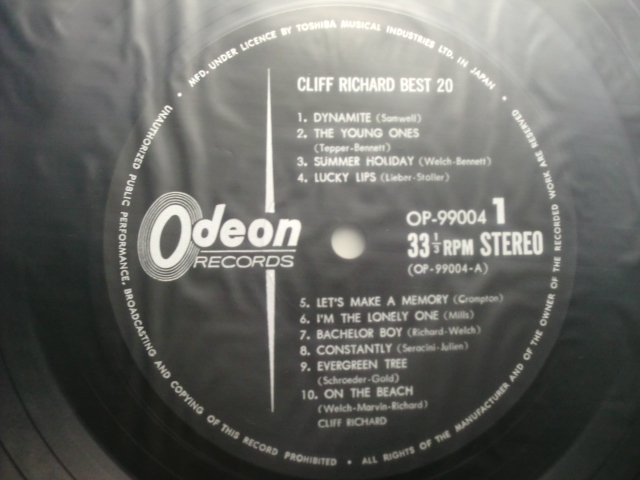 MFD. UNDER LICENCE BY TOSHIBA MUSICAL INDUSTRIES LTD. IN JAPAN
CLIFF RICHARD BEST 20
1. DYNAMITE (Samwell)
2. THE YOUNG ONES
(Tepper-Bennett)
3. SUMMER HOLIDAY (Welch-Bennett)
4. LUCKY LIPS (Lieber-Stoller)
Odeon
RECORDS
OP-99004 1
33 1/3 RPM STEREO
(OP-99004-A)
5. LET'S MAKE A MEMORY (Crompton)
6. I'M THE LONELY ONE (Mills)
7. BACHELOR BOY (Richard-Welch)
8. CONSTANTLY (Seracini-Julien)
9. EVERGREEN TREE
(Schroeder-Gold)
10. ON THE BEACH
(Welch-Marvin-Richard)
CLIFF RICHARD
UNAUTHORIZED PUBLIC PERFORMANCE, BROADCASTING AND COPYING OF THIS RECORD PROHIBITED • ALL RIGHTS OF THE MANUFACTURER AND OF THE OWNER OF THE RECORDED WORK ARE RESERVED